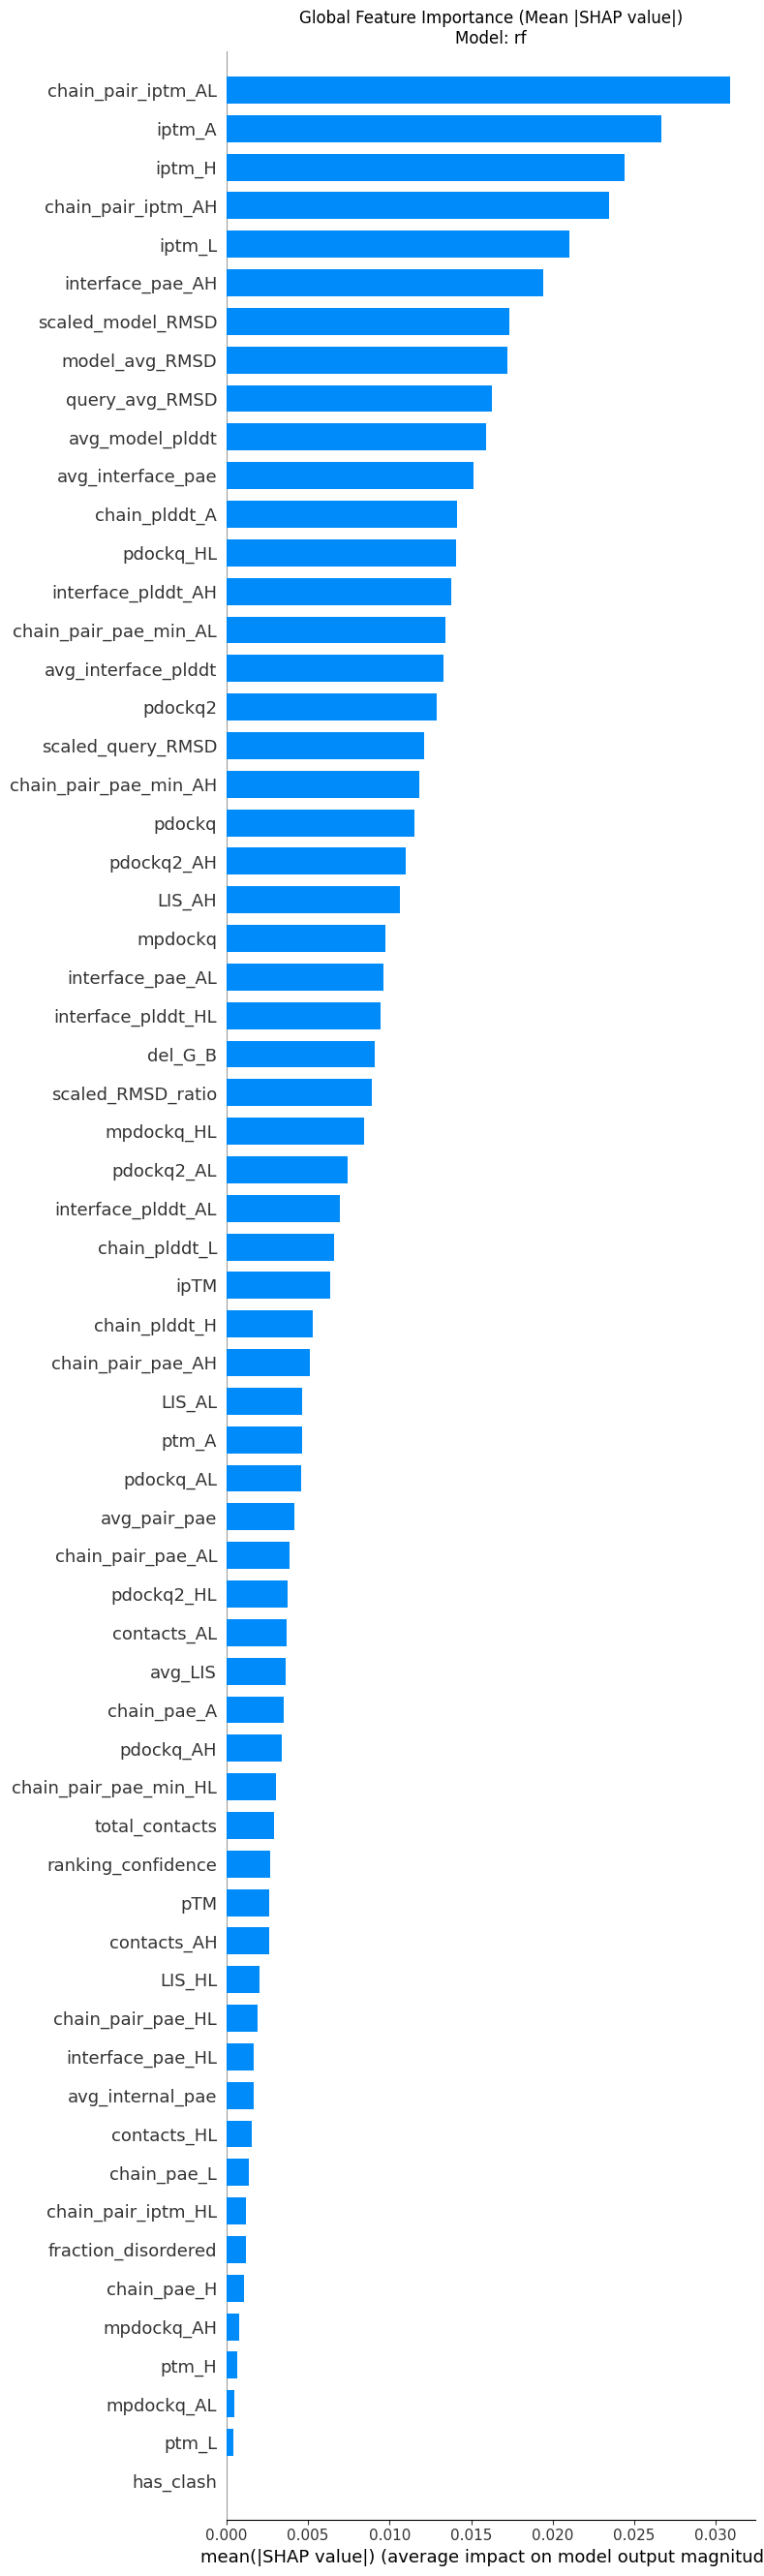 Global Feature Importance (Mean |SHAP value|)
Model: rf
chain_pair_iptm_AL
iptm_A
iptm_H
chain_pair_iptm_AH
iptm_L
interface_pae_AH
scaled_model_RMSD
model_avg_RMSD
query_avg_RMSD
avg_model_plddt
avg_interface_pae
chain_plddt_A
pdockq_HL
interface_plddt_AH
chain_pair_pae_min_AL
avg_interface_plddt
pdockq2
scaled_query_RMSD
chain_pair_pae_min_AH
pdockq
pdockq2_AH
LIS_AH
mpdockq
interface_pae_AL
interface_plddt_HL
del_G_B
scaled_RMSD_ratio
mpdockq_HL
pdockq2_AL
interface_plddt_AL
chain_plddt_L
ipTM
chain_plddt_H
chain_pair_pae_AH
LIS_AL
ptm_A
pdockq_AL
avg_pair_pae
chain_pair_pae_AL
pdockq2_HL
contacts_AL
avg_LIS
chain_pae_A
pdockq_AH
chain_pair_pae_min_HL
total_contacts
ranking_confidence
pTM
contacts_AH
LIS_HL
chain_pair_pae_HL
interface_pae_HL
avg_internal_pae
contacts_HL
chain_pae_L
chain_pair_iptm_HL
fraction_disordered
chain_pae_H
mpdockq_AH
ptm_H
mpdockq_AL
ptm_L
has_clash
0.000 0.005 0.010 0.015 0.020 0.025 0.030
mean(|SHAP value|) (average impact on model output magnitud